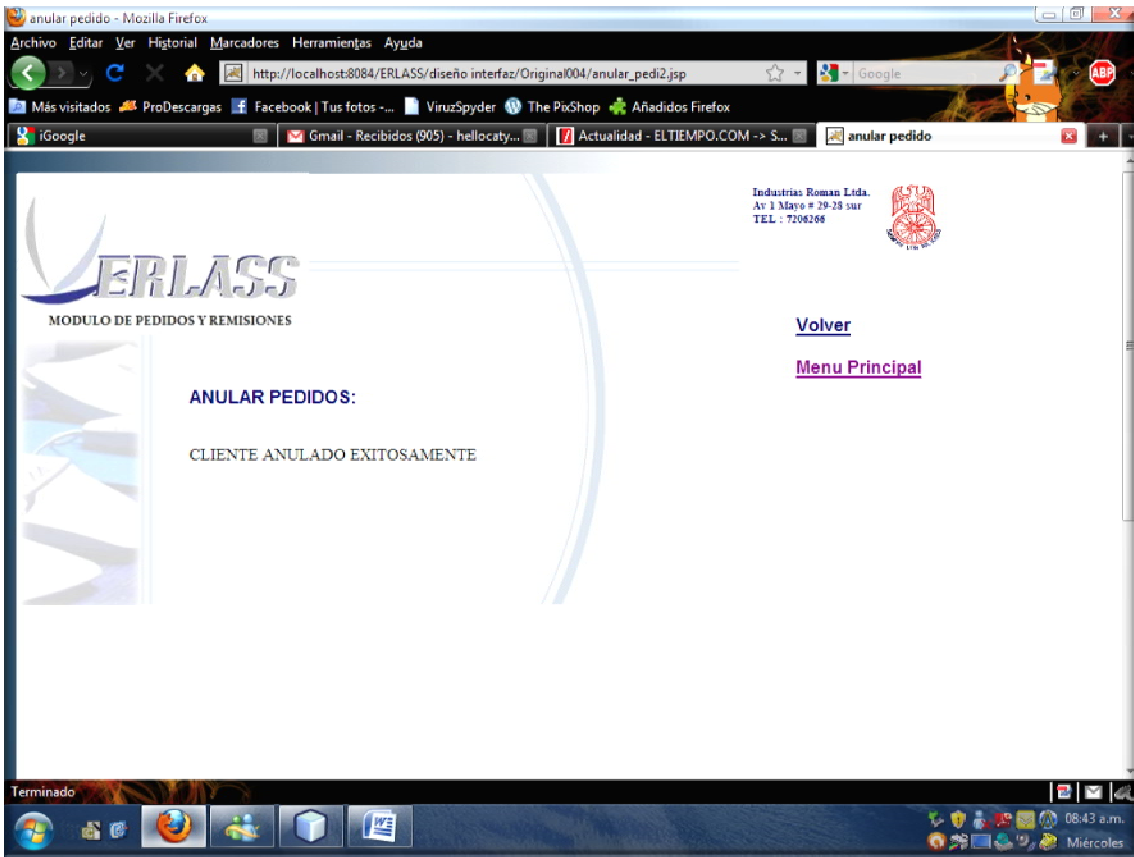 anular pedido - Mozilla Firefox
Archivo Editar Ver Historial Marcadores Herramientas Ayuda
http://localhost:8084/ERLASS/diseño interfaz/Original004/anular_pedi2.jsp
Google
ABP
Más visitados ProDescargas Facebook | Tus fotos -... ViruzSpyder The PixShop Añadidos Firefox
iGoogle Gmail - Recibidos (905) - hellocaty... Actualidad - ELTIEMPO.COM -> S... anular pedido
Industrias Roman Ltda.
Av 1 Mayo # 29-28 sur
TEL : 7206266
ERLASS
MODULO DE PEDIDOS Y REMISIONES
Volver
Menu Principal
ANULAR PEDIDOS:
CLIENTE ANULADO EXITOSAMENTE
Terminado
08:43 a.m.
Miércoles